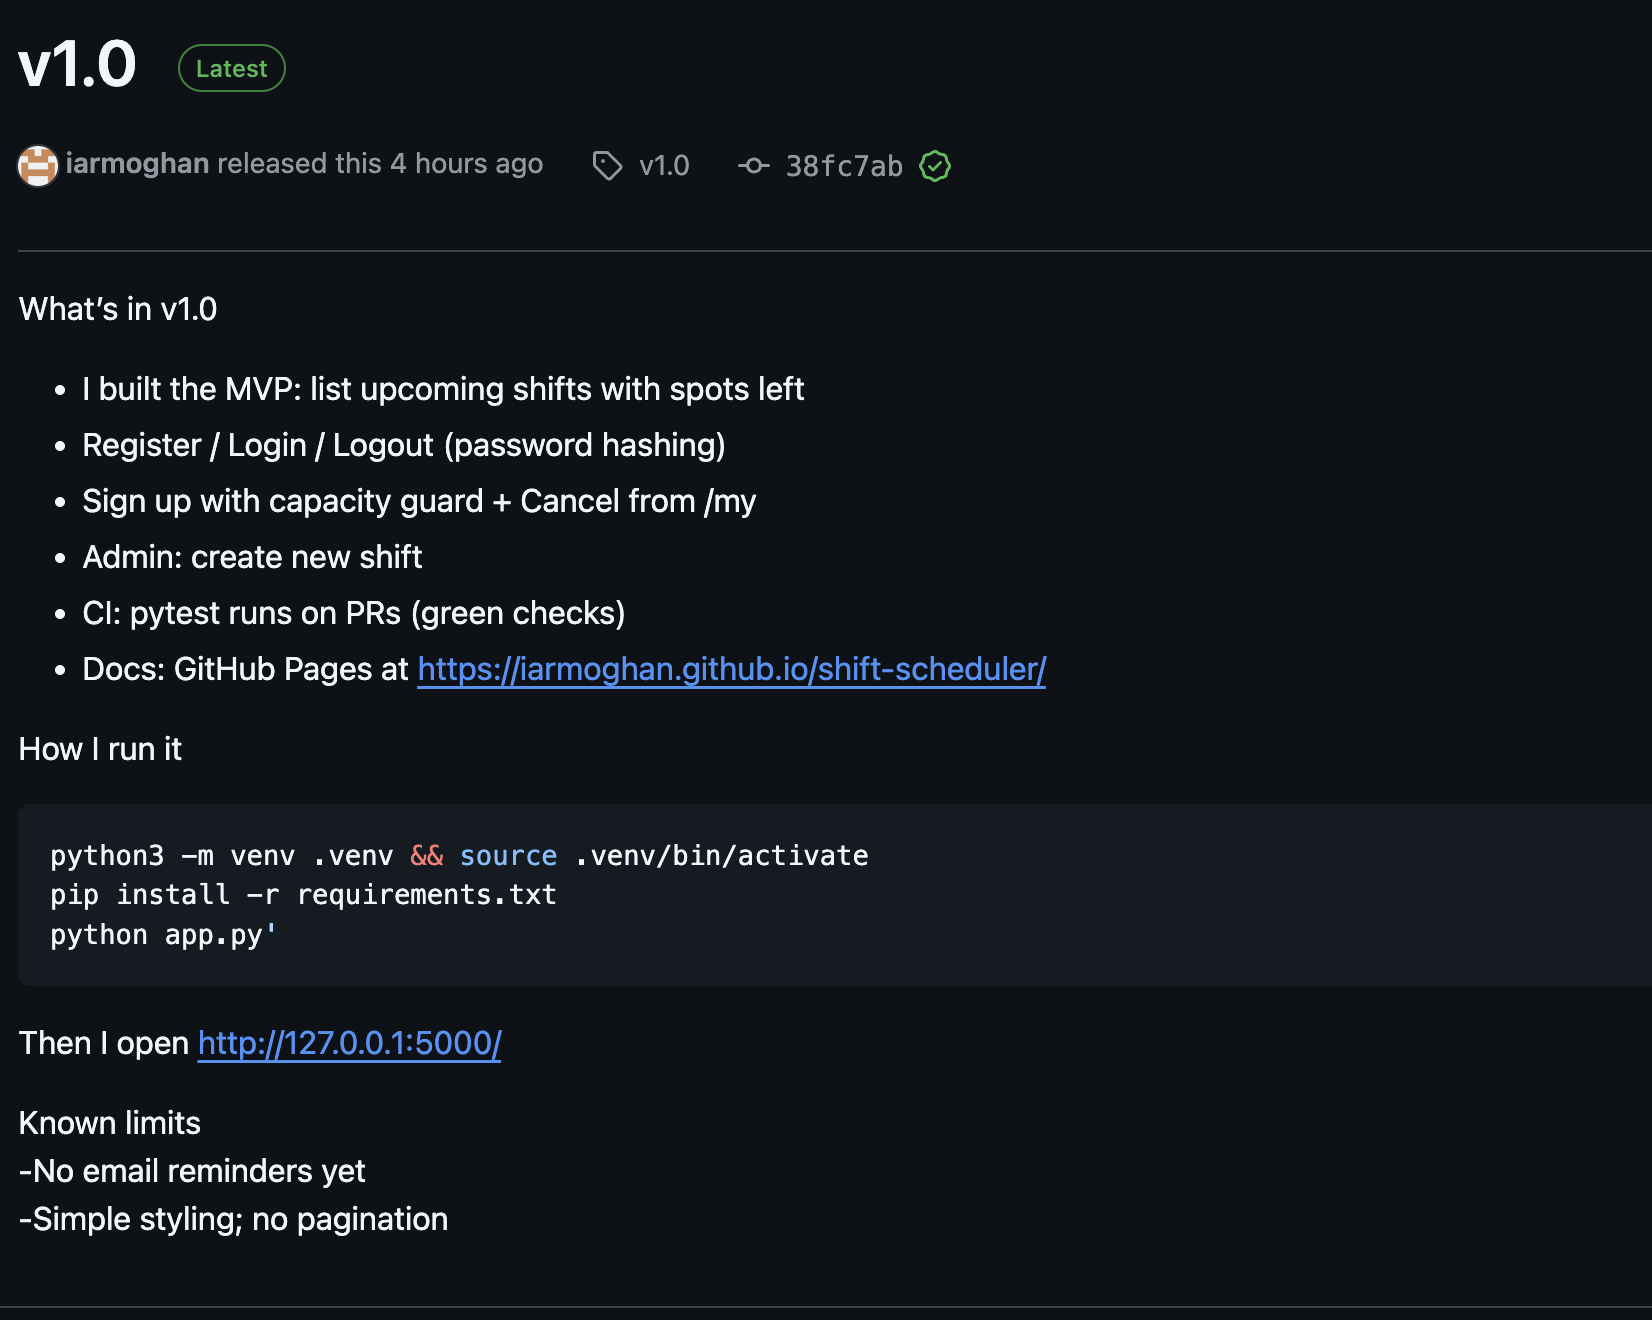 v1.0 Latest
iarmoghan released this 4 hours ago v1.0 38fc7ab
What’s in v1.0
• I built the MVP: list upcoming shifts with spots left
• Register / Login / Logout (password hashing)
• Sign up with capacity guard + Cancel from /my
• Admin: create new shift
• CI: pytest runs on PRs (green checks)
• Docs: GitHub Pages at https://iarmoghan.github.io/shift-scheduler/
How I run it
python3 -m venv .venv && source .venv/bin/activate
pip install -r requirements.txt
python app.py'
Then I open http://127.0.0.1:5000/
Known limits
-No email reminders yet
-Simple styling; no pagination